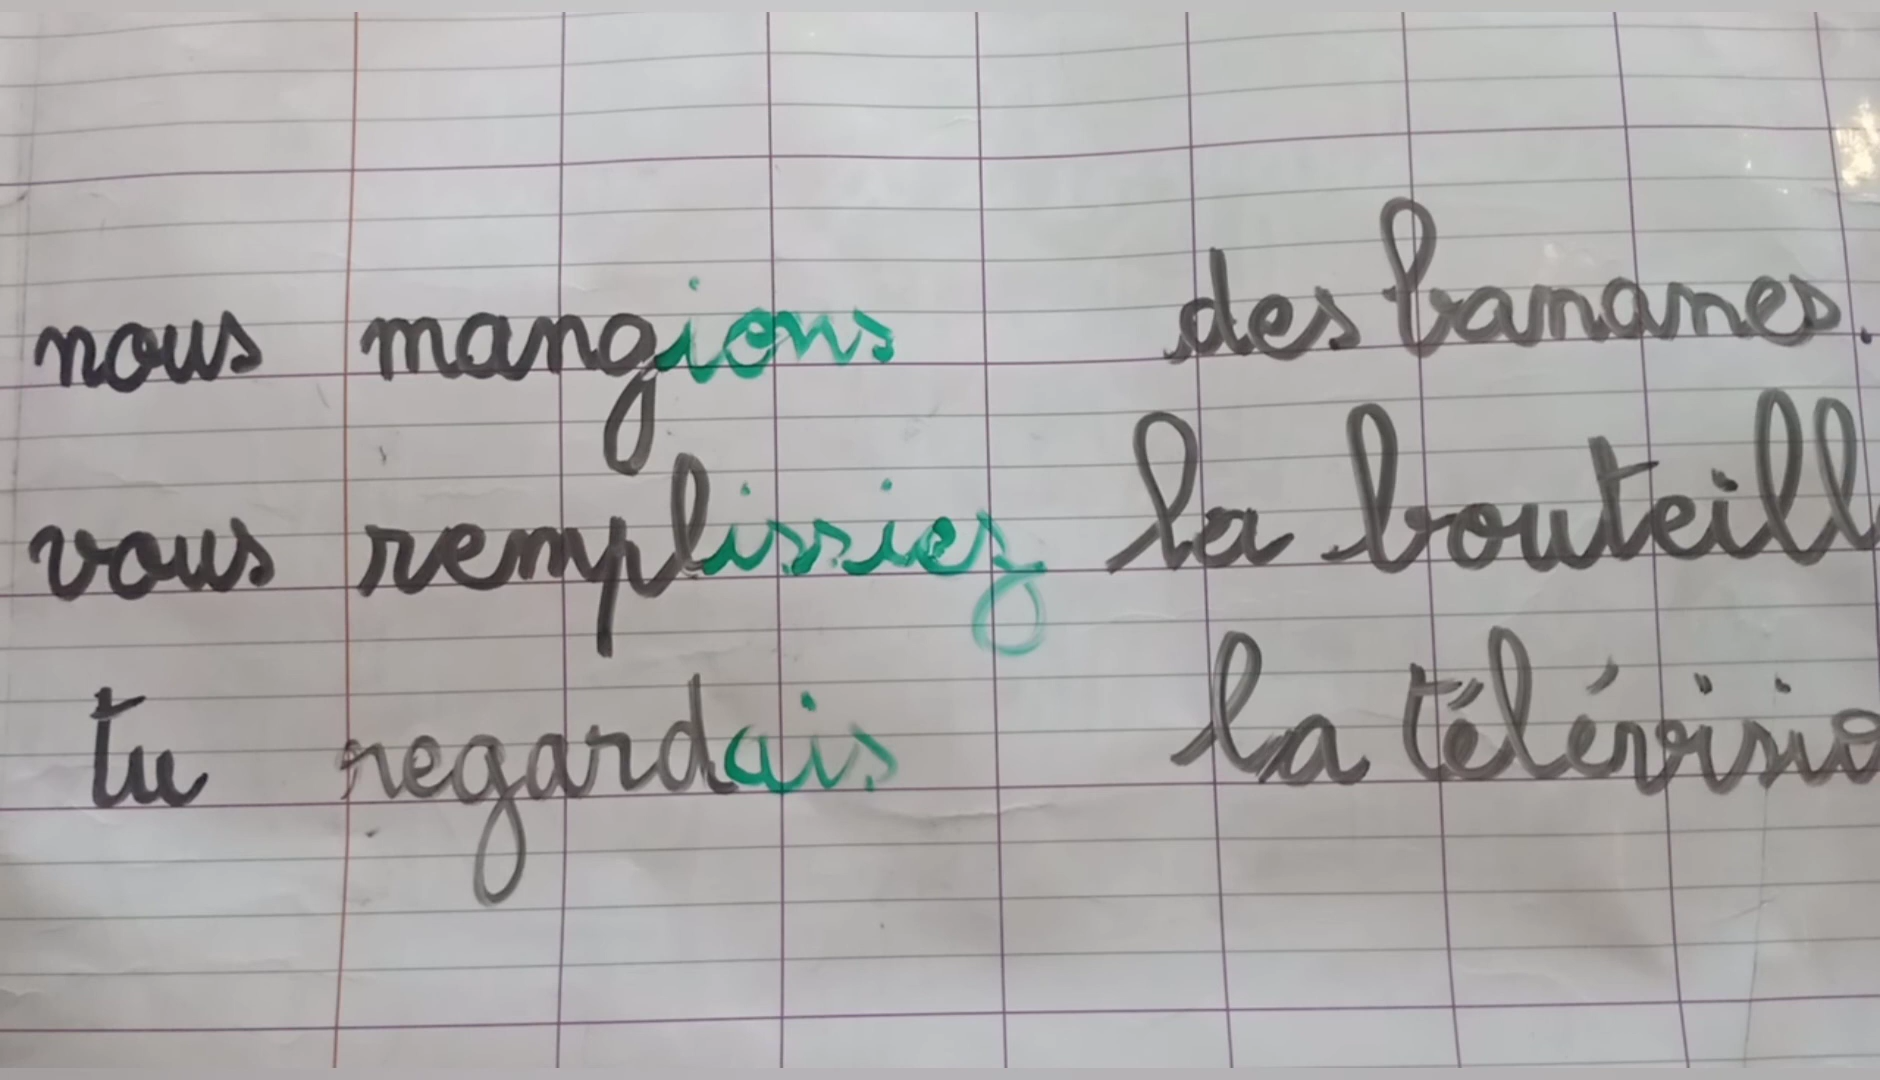 nous mangions des bananes.
vous remplissiez la bouteill
tu regardais la télévisio